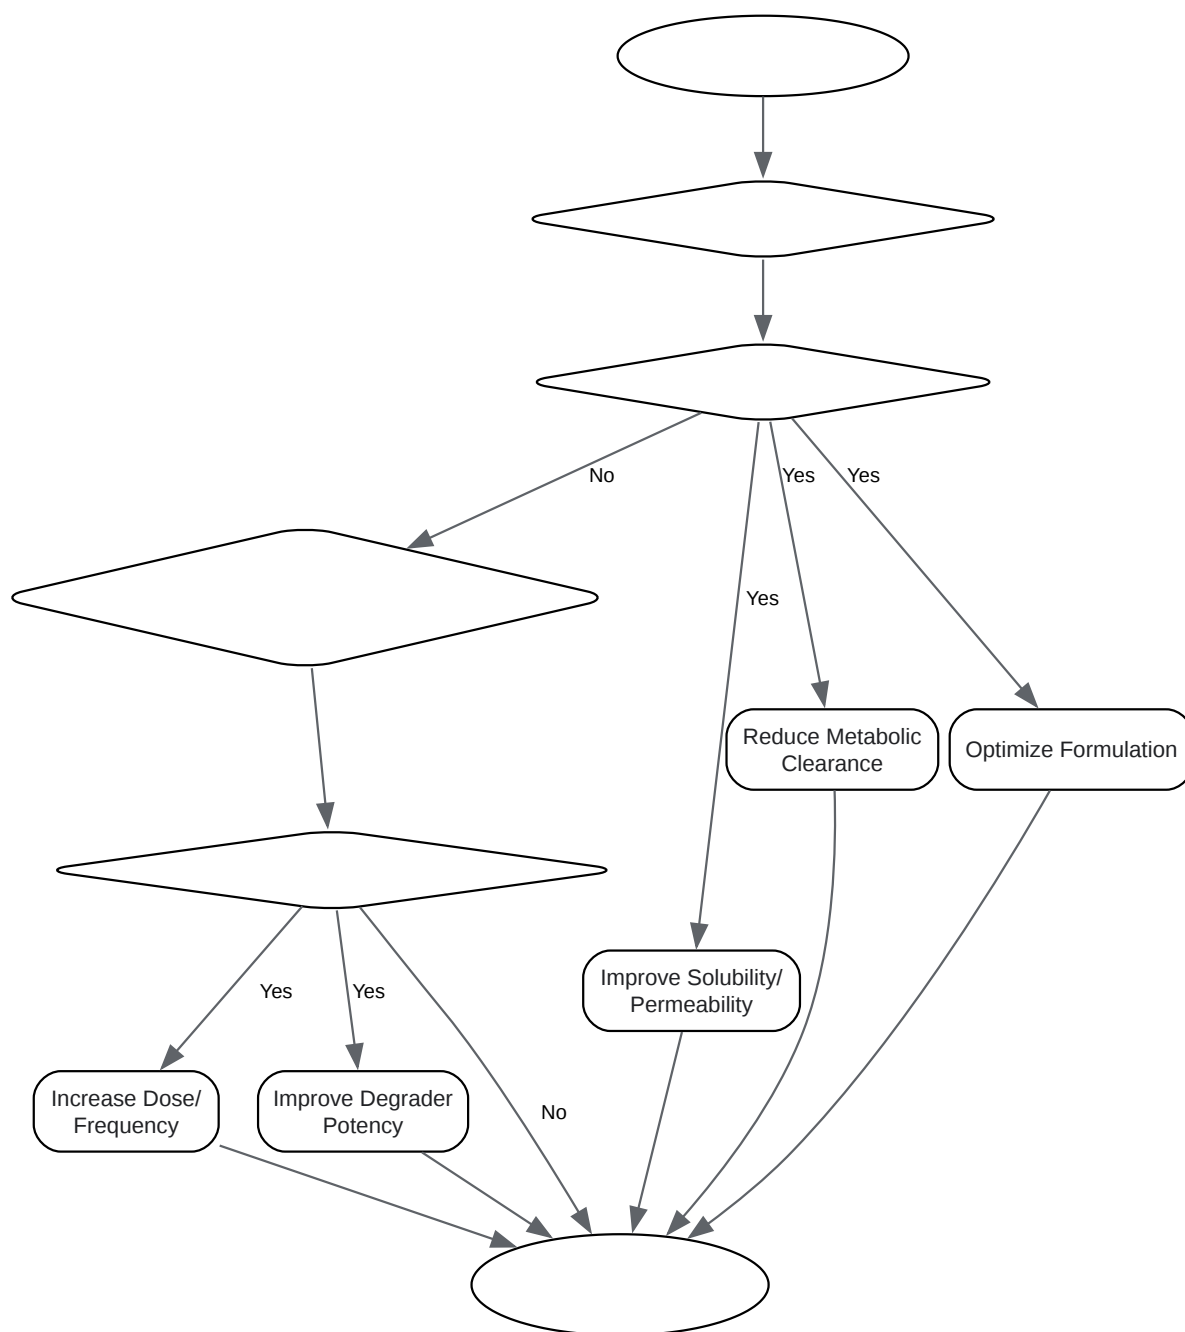 No
Yes
Yes
Yes
Reduce Metabolic
Clearance
Optimize Formulation
Improve Solubility/
Permeability
Yes
Yes
Increase Dose/
Frequency
Improve Degrader
Potency
No